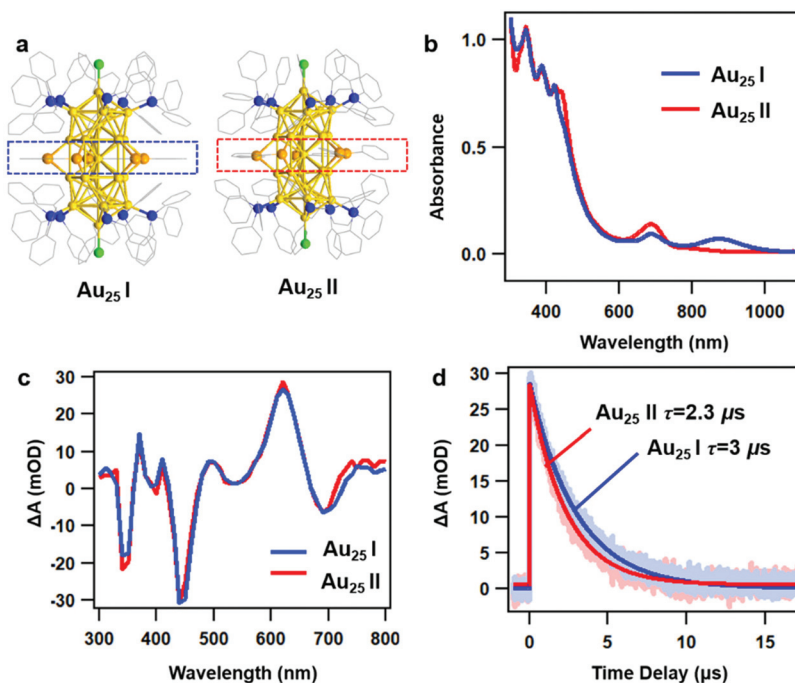 a
Au25 I
Au25 II
b
1.0
0.5
0.0
Absorbance
Au25 I
Au25 II
400 600 800 1000
Wavelength (nm)
c
30
20
10
0
-10
-20
-30
ΔA (mOD)
Au25 I
Au25 II
300 400 500 600 700 800
Wavelength (nm)
d
30
25
20
15
10
5
0
ΔA (mOD)
Au25 II τ=2.3 µs
Au25 I τ=3 µs
0 5 10 15
Time Delay (µs)